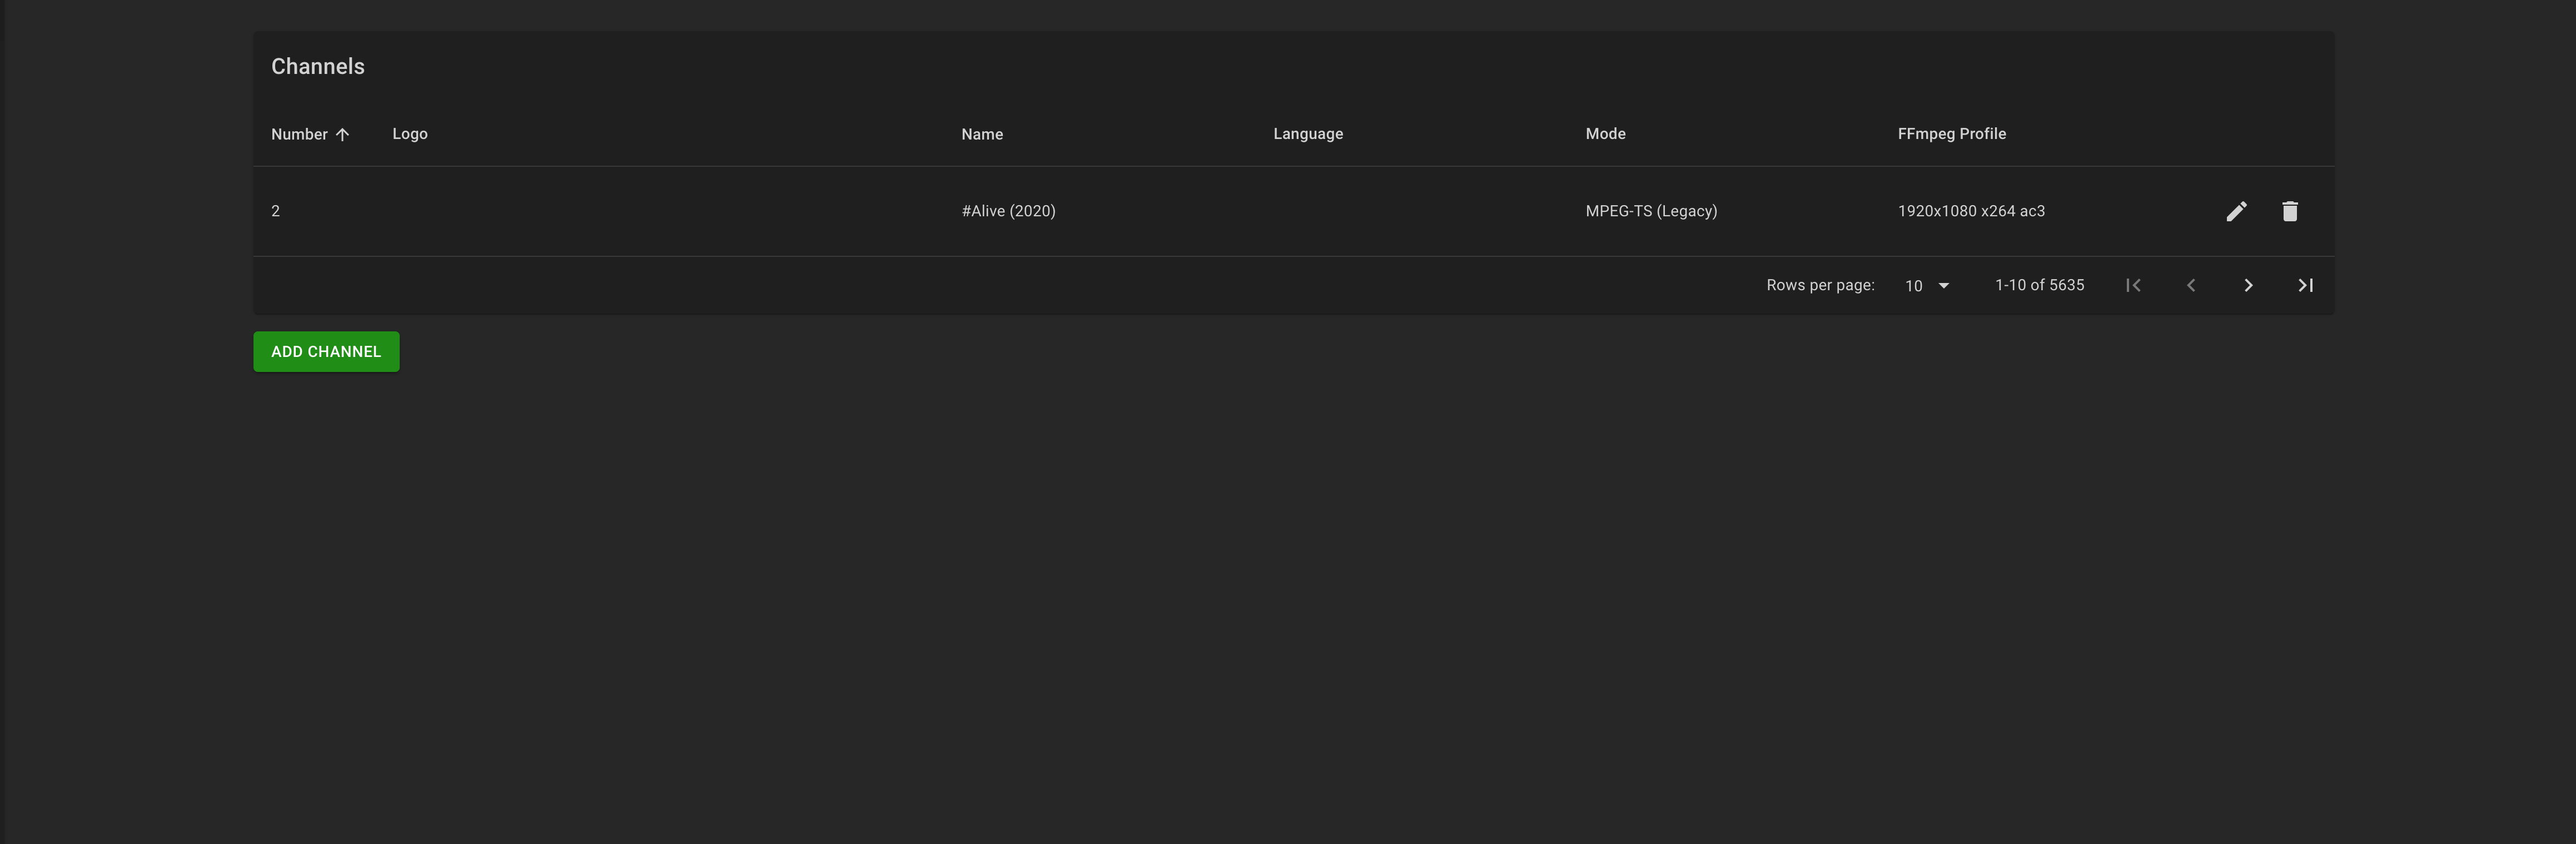 Channels
Number Logo Name Language Mode FFmpeg Profile
2 #Alive (2020) MPEG-TS (Legacy) 1920x1080 x264 ac3
Rows per page: 10 1-10 of 5635
ADD CHANNEL